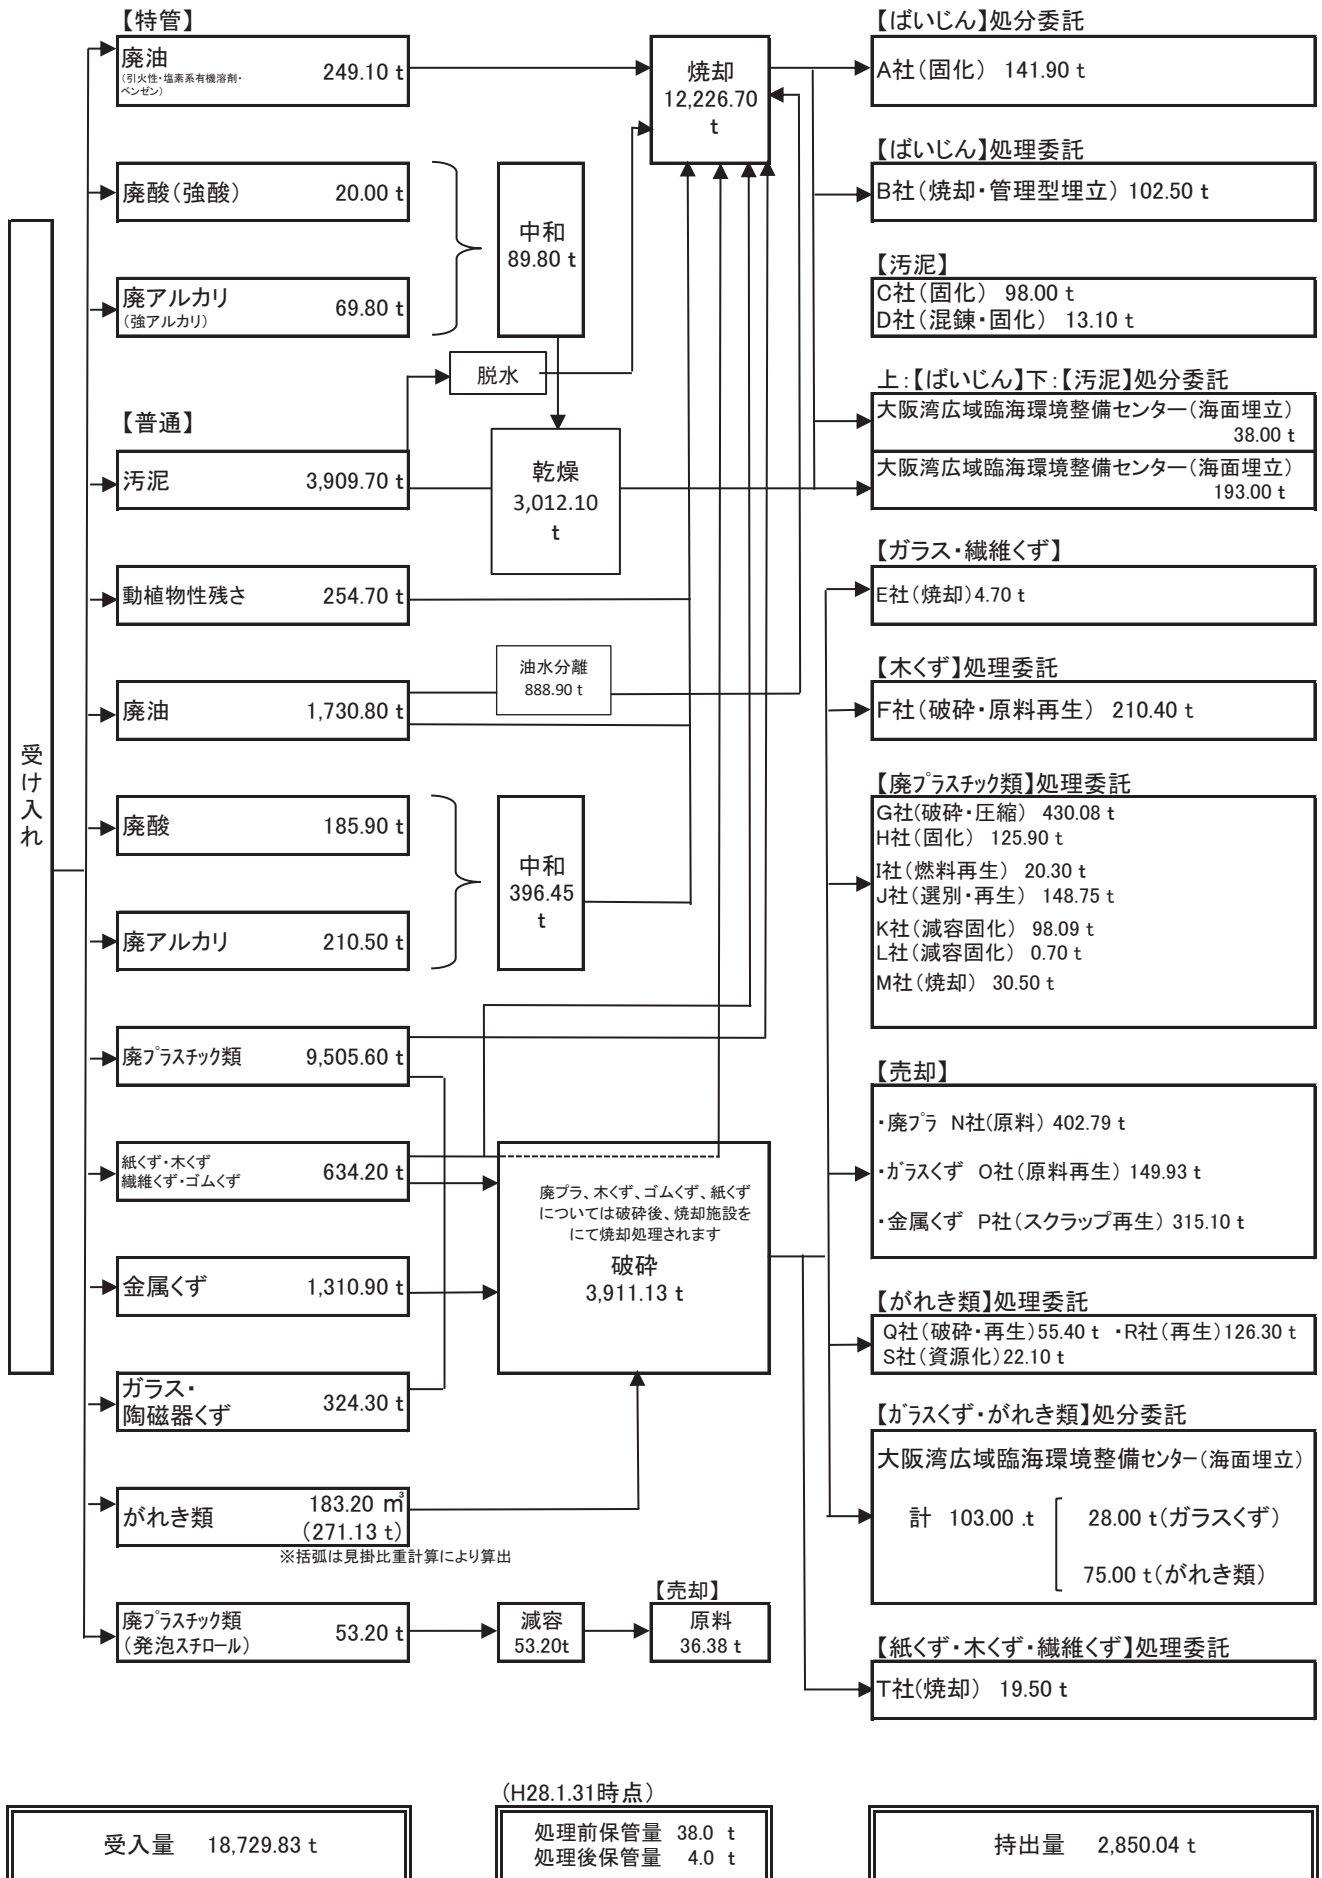 【特管】
廃油
(引火性・塩素系有機溶剤・
ベンゼン)
249.10 t
廃酸(強酸)
20.00 t
廃アルカリ
(強アルカリ)
69.80 t
中和
89.80 t
脱水
焼却
12,226.70
t
【普通】
汚泥
3,909.70 t
乾燥
3,012.10
t
動植物性残さ
254.70 t
廃油
1,730.80 t
油水分離
888.90 t
廃酸
185.90 t
廃アルカリ
210.50 t
中和
396.45
t
受け入れ
廃プラスチック類
9,505.60 t
紙くず・木くず
繊維くず・ゴムくず
634.20 t
金属くず
1,310.90 t
ガラス・
陶磁器くず
324.30 t
がれき類
183.20 ㎥
(271.13 t)
※括弧は見掛比重計算により算出
廃プラスチック類
(発泡スチロール)
53.20 t
廃プラ、木くず、ゴムくず、紙くず
については破砕後、焼却施設を
にて焼却処理されます
破砕
3,911.13 t
減容
53.20t
【売却】
原料
36.38 t
【ばいじん】処分委託
A社(固化) 141.90 t
【ばいじん】処理委託
B社(焼却・管理型埋立) 102.50 t
【汚泥】
C社(固化) 98.00 t
D社(混錬・固化) 13.10 t
上:【ばいじん】下:【汚泥】処分委託
大阪湾広域臨海環境整備センター(海面埋立)
38.00 t
大阪湾広域臨海環境整備センター(海面埋立)
193.00 t
【ガラス・繊維くず】
E社(焼却)4.70 t
【木くず】処理委託
F社(破砕・原料再生) 210.40 t
【廃プラスチック類】処理委託
G社(破砕・圧縮) 430.08 t
H社(固化) 125.90 t
I社(燃料再生) 20.30 t
J社(選別・再生) 148.75 t
K社(減容固化) 98.09 t
L社(減容固化) 0.70 t
M社(焼却) 30.50 t
【売却】
・廃プラ N社(原料) 402.79 t
・ガラスくず O社(原料再生) 149.93 t
・金属くず P社(スクラップ再生) 315.10 t
【がれき類】処理委託
Q社(破砕・再生)55.40 t ・R社(再生)126.30 t
S社(資源化)22.10 t
【ガラスくず・がれき類】処分委託
大阪湾広域臨海環境整備センター(海面埋立)
計 103.00 .t
28.00 t(ガラスくず)
75.00 t(がれき類)
【紙くず・木くず・繊維くず】処理委託
T社(焼却) 19.50 t
受入量 18,729.83 t
(H28.1.31時点)
処理前保管量 38.0 t
処理後保管量 4.0 t
持出量 2,850.04 t